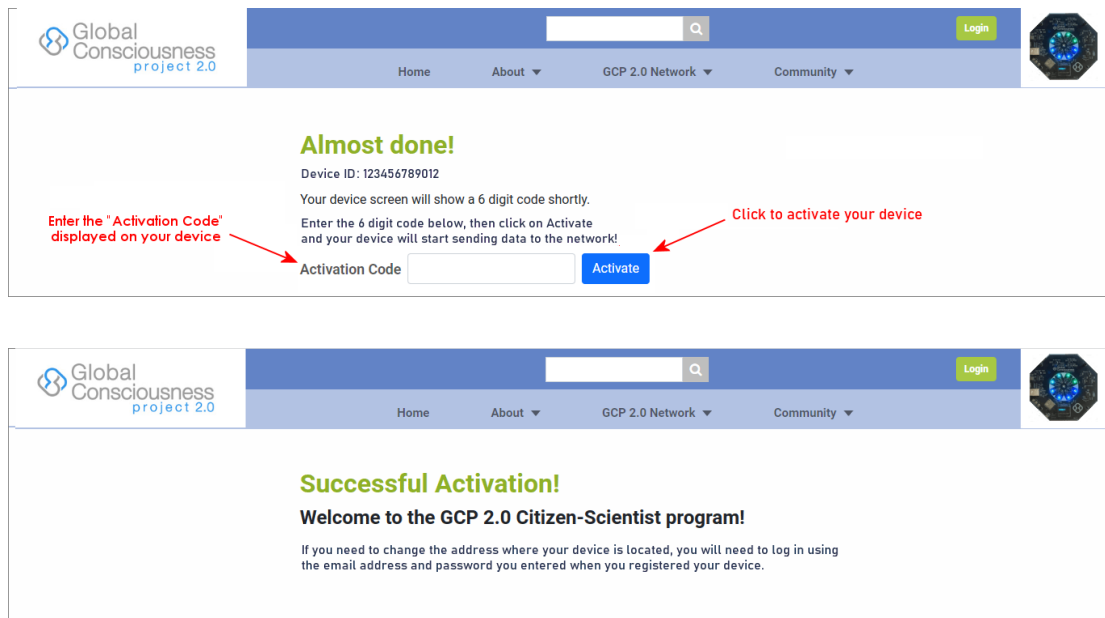 Global
Consciousness
project 2.0
Login
Home About GCP 2.0 Network Community
Almost done!
Device ID: 123456789012
Your device screen will show a 6 digit code shortly.
Enter the 6 digit code below, then click on Activate
and your device will start sending data to the network!
Enter the "Activation Code"
displayed on your device
Click to activate your device
Activation Code Activate
Global
Consciousness
project 2.0
Login
Home About GCP 2.0 Network Community
Successful Activation!
Welcome to the GCP 2.0 Citizen-Scientist program!
If you need to change the address where your device is located, you will need to log in using
the email address and password you entered when you registered your device.